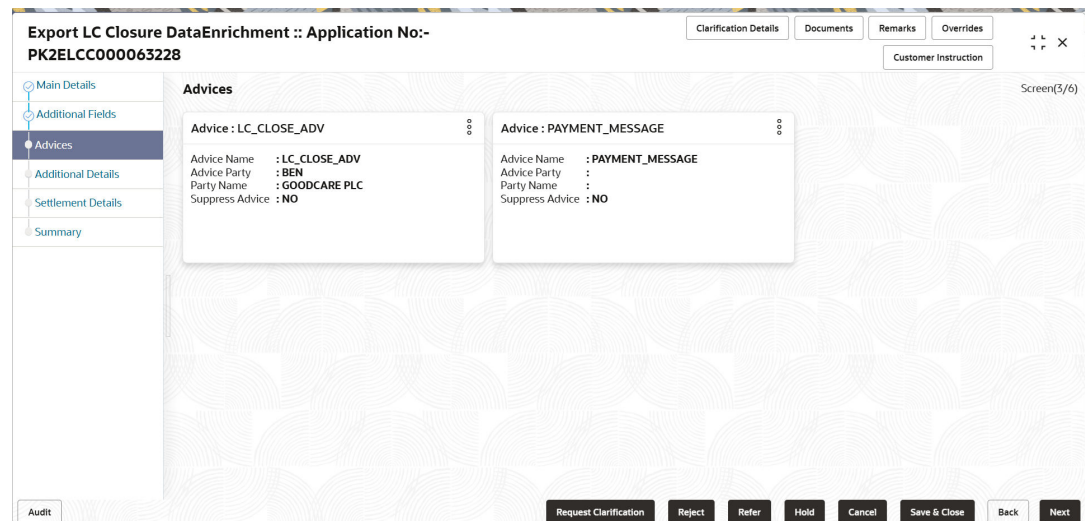 Export LC Closure DataEnrichment :: Application No:-
PK2ELCC000063228
Clarification Details
Documents
Remarks
Overrides
Customer Instruction
Main Details
Additional Fields
Advices
Additional Details
Settlement Details
Summary
Advices
Screen(3/6)
Advice : LC_CLOSE_ADV
Advice Name : LC_CLOSE_ADV
Advice Party : BEN
Party Name : GOODCARE PLC
Suppress Advice : NO
Advice : PAYMENT_MESSAGE
Advice Name : PAYMENT_MESSAGE
Advice Party :
Party Name :
Suppress Advice : NO
Audit
Request Clarification
Reject
Refer
Hold
Cancel
Save & Close
Back
Next